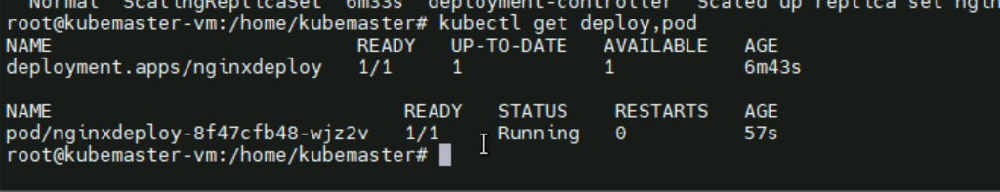 Normal ScalingReplicaSet 6m33s deployment-controller Scaled up replica set ngin
root@kubemaster-vm:/home/kubemaster# kubectl get deploy,pod
NAME READY UP-TO-DATE AVAILABLE AGE
deployment.apps/nginxdeploy 1/1 1 1 6m43s
NAME READY STATUS RESTARTS AGE
pod/nginxdeploy-8f47cfb48-wjz2v 1/1 Running 0 57s
root@kubemaster-vm:/home/kubemaster#